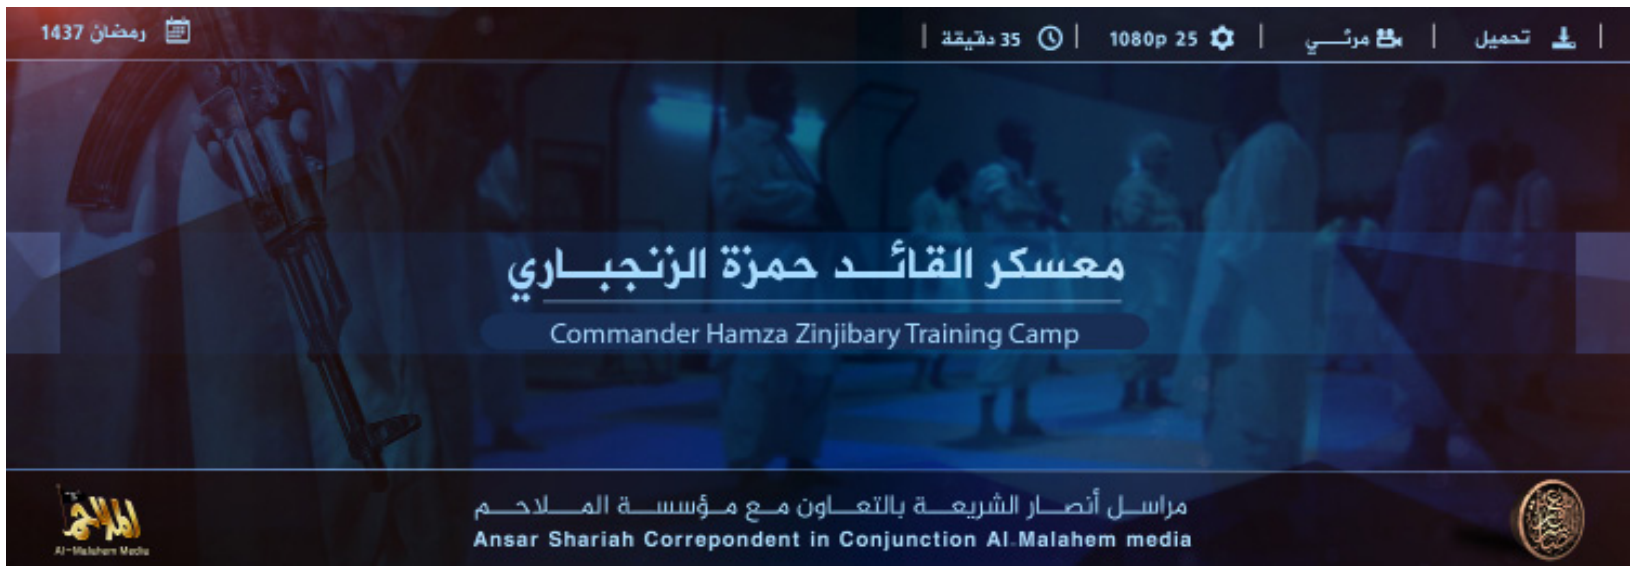 تحميل | مرئي | 1080p 25 | 35 دقيقة |
رمضان 1437
معسكر القائد حمزة الزنجباري
Commander Hamza Zinjibary Training Camp
مراسل أنصار الشريعة بالتعاون مع مؤسسة الملاحم
Ansar Shariah Correpondent in Conjunction Al-Malahem media
الملاحم
Al-Malahem Media